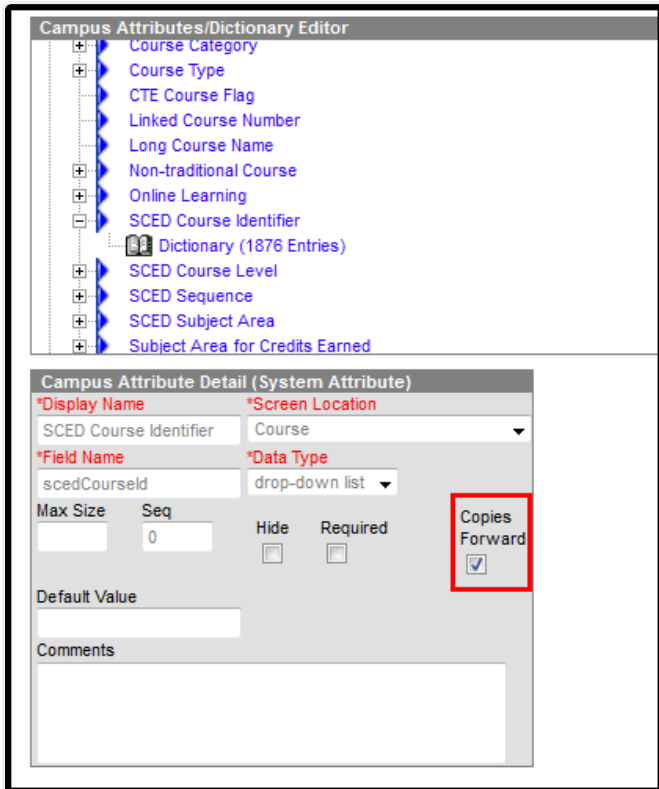 Campus Attributes/Dictionary Editor
Course Category
Course Type
CTE Course Flag
Linked Course Number
Long Course Name
Non-traditional Course
Online Learning
SCED Course Identifier
Dictionary (1876 Entries)
SCED Course Level
SCED Sequence
SCED Subject Area
Subject Area for Credits Earned
Campus Attribute Detail (System Attribute)
*Display Name *Screen Location
SCED Course Identifier Course
*Field Name *Data Type
scedCourseId drop-down list
Max Size Seq Hide Required Copies Forward
0
Default Value
Comments